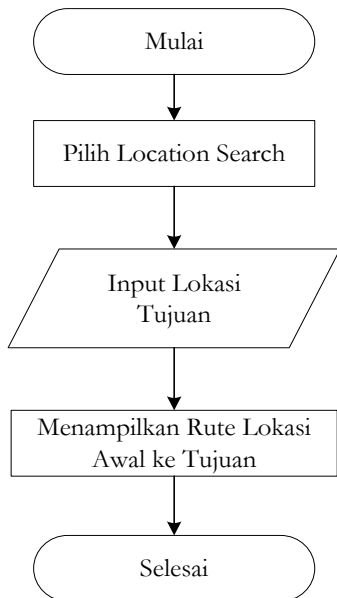 Mulai
Pilih Location Search
Input Lokasi
Tujuan
Menampilkan Rute Lokasi
Awal ke Tujuan
Selesai